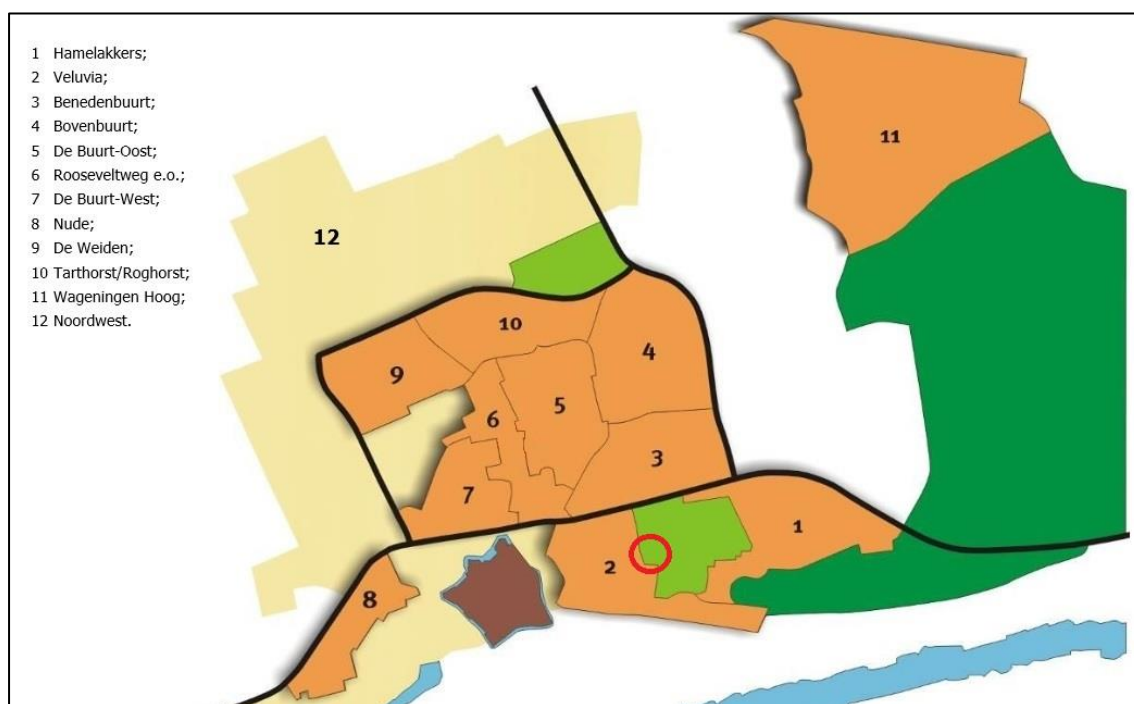 1 Hamelakkers;
2 Veluvia;
3 Benedenbuurt;
4 Bovenbuurt;
5 De Buurt-Oost;
6 Rooseveltweg e.o.;
7 De Buurt-West;
8 Nude;
9 De Weiden;
10 Tarthorst/Roghorst;
11 Wageningen Hoog;
12 Noordwest.
11
12
10
4
9
5
6
3
7
1
2
8